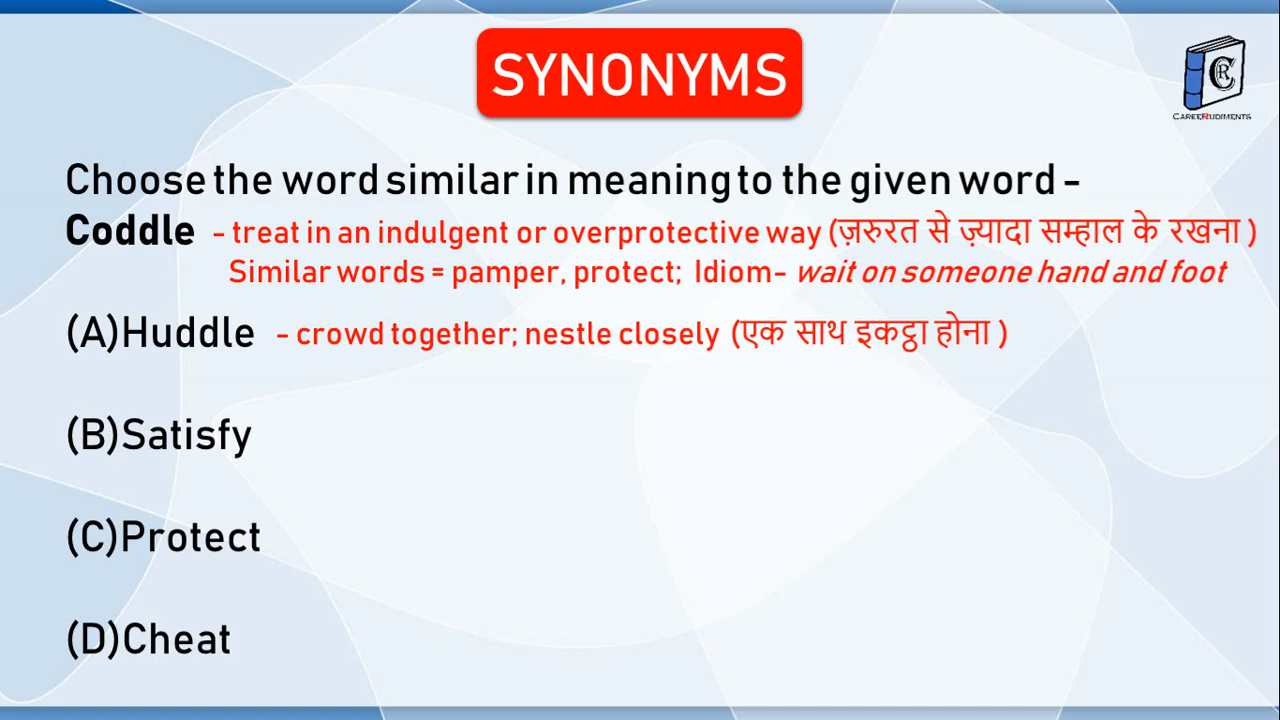 SYNONYMS
CR
CAREERUDIMENTS
Choose the word similar in meaning to the given word -
Coddle - treat in an indulgent or overprotective way (ज़रुरत से ज़्यादा सम्हाल के रखना )
Similar words = pamper, protect; Idiom- wait on someone hand and foot
(A)Huddle - crowd together; nestle closely (एक साथ इकट्ठा होना )
(B)Satisfy
(C)Protect
(D)Cheat